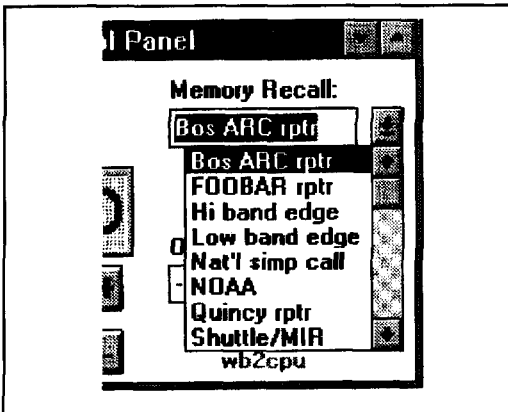 l Panel
Memory Recall:
Bos ARC rptr
Bos ARC rptr
FOOBAR rptr
Hi band edge
Low band edge
Nat'l simp call
NOAA
Quincy rptr
Shuttle/MIR
wb2cpu